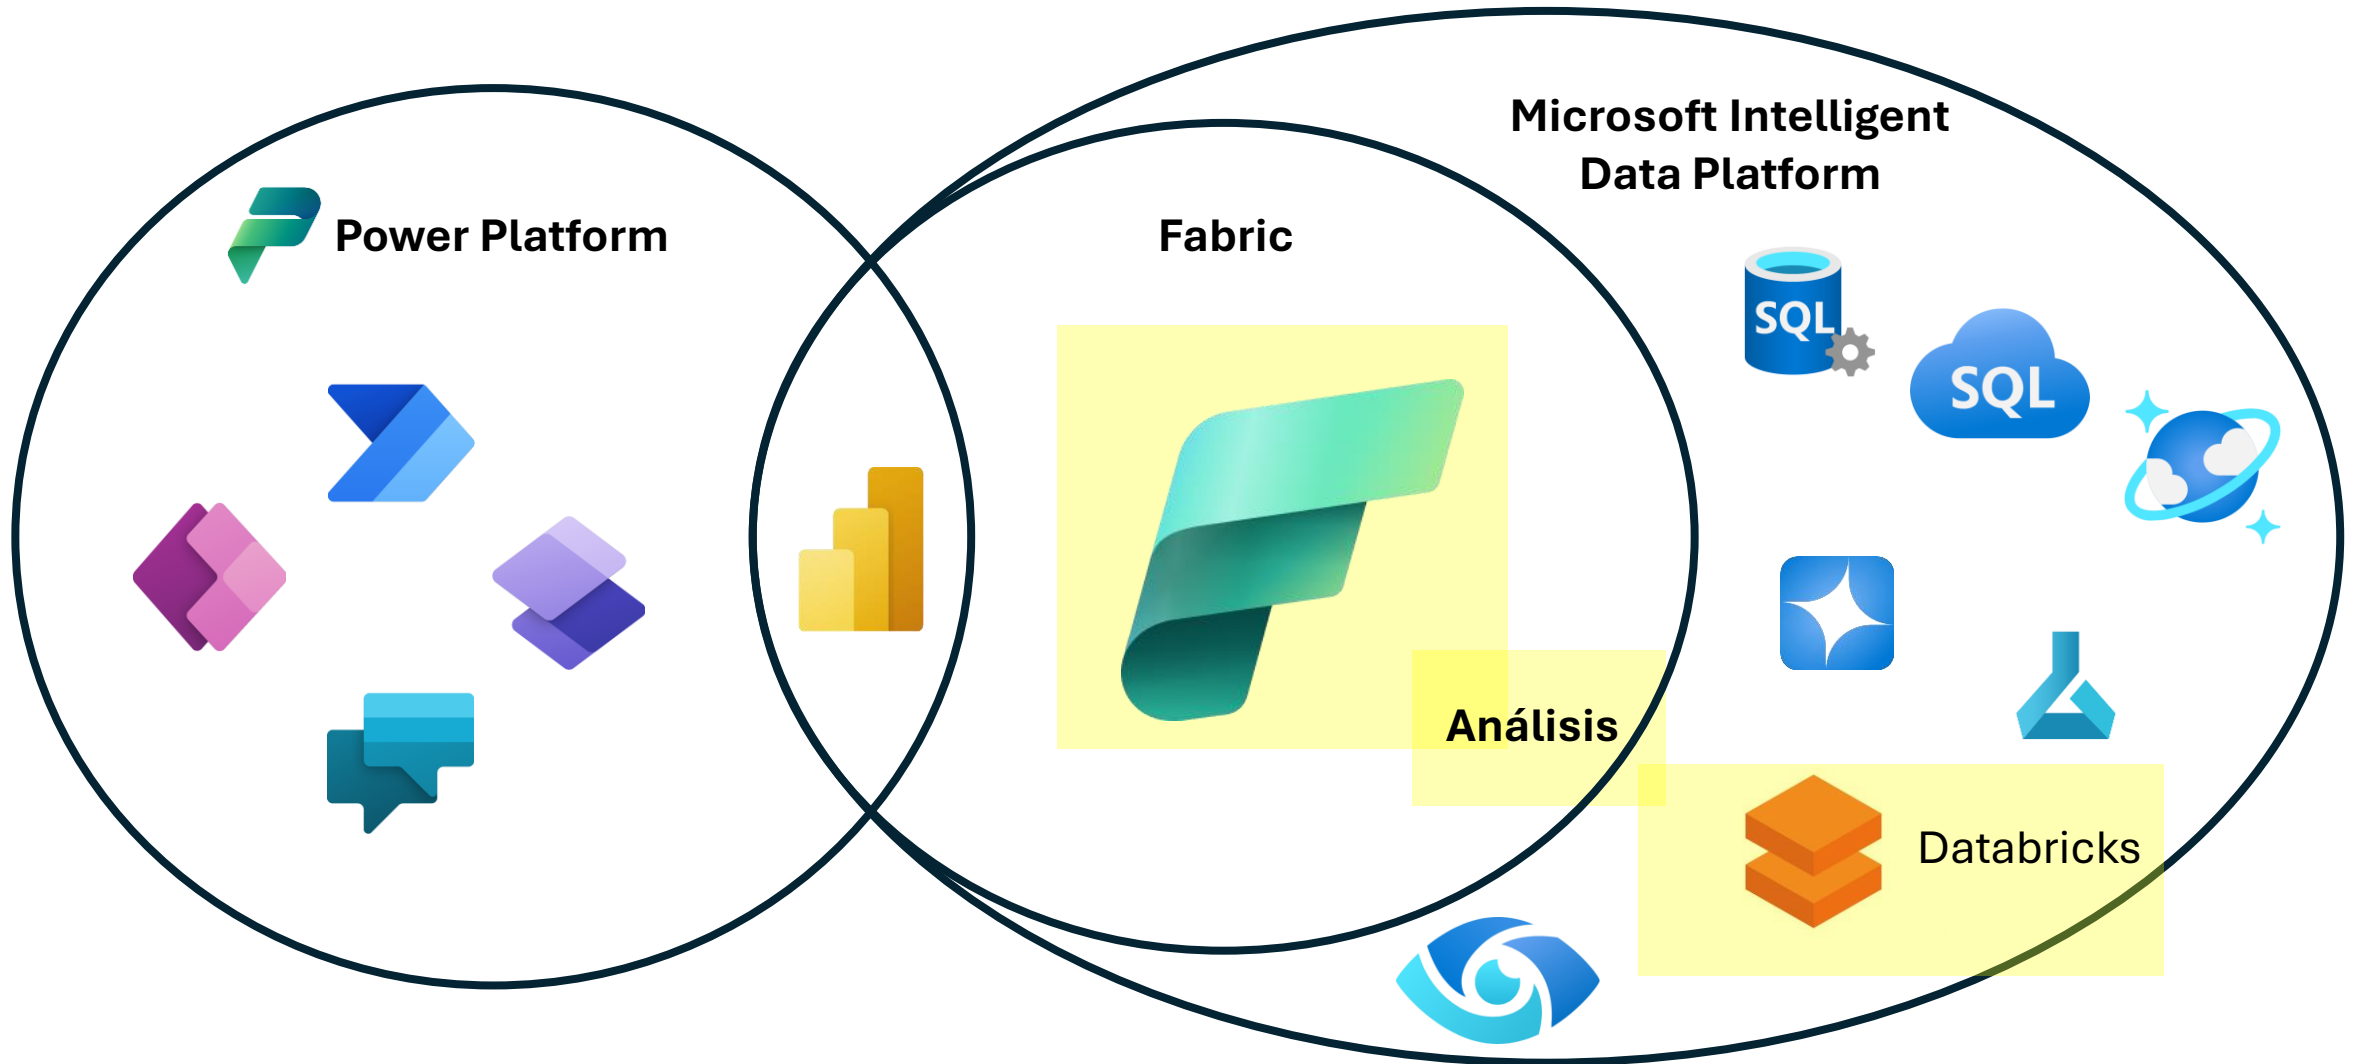 Microsoft Intelligent
Data Platform
Power Platform
Fabric
SQL
SQL
Análisis
Databricks